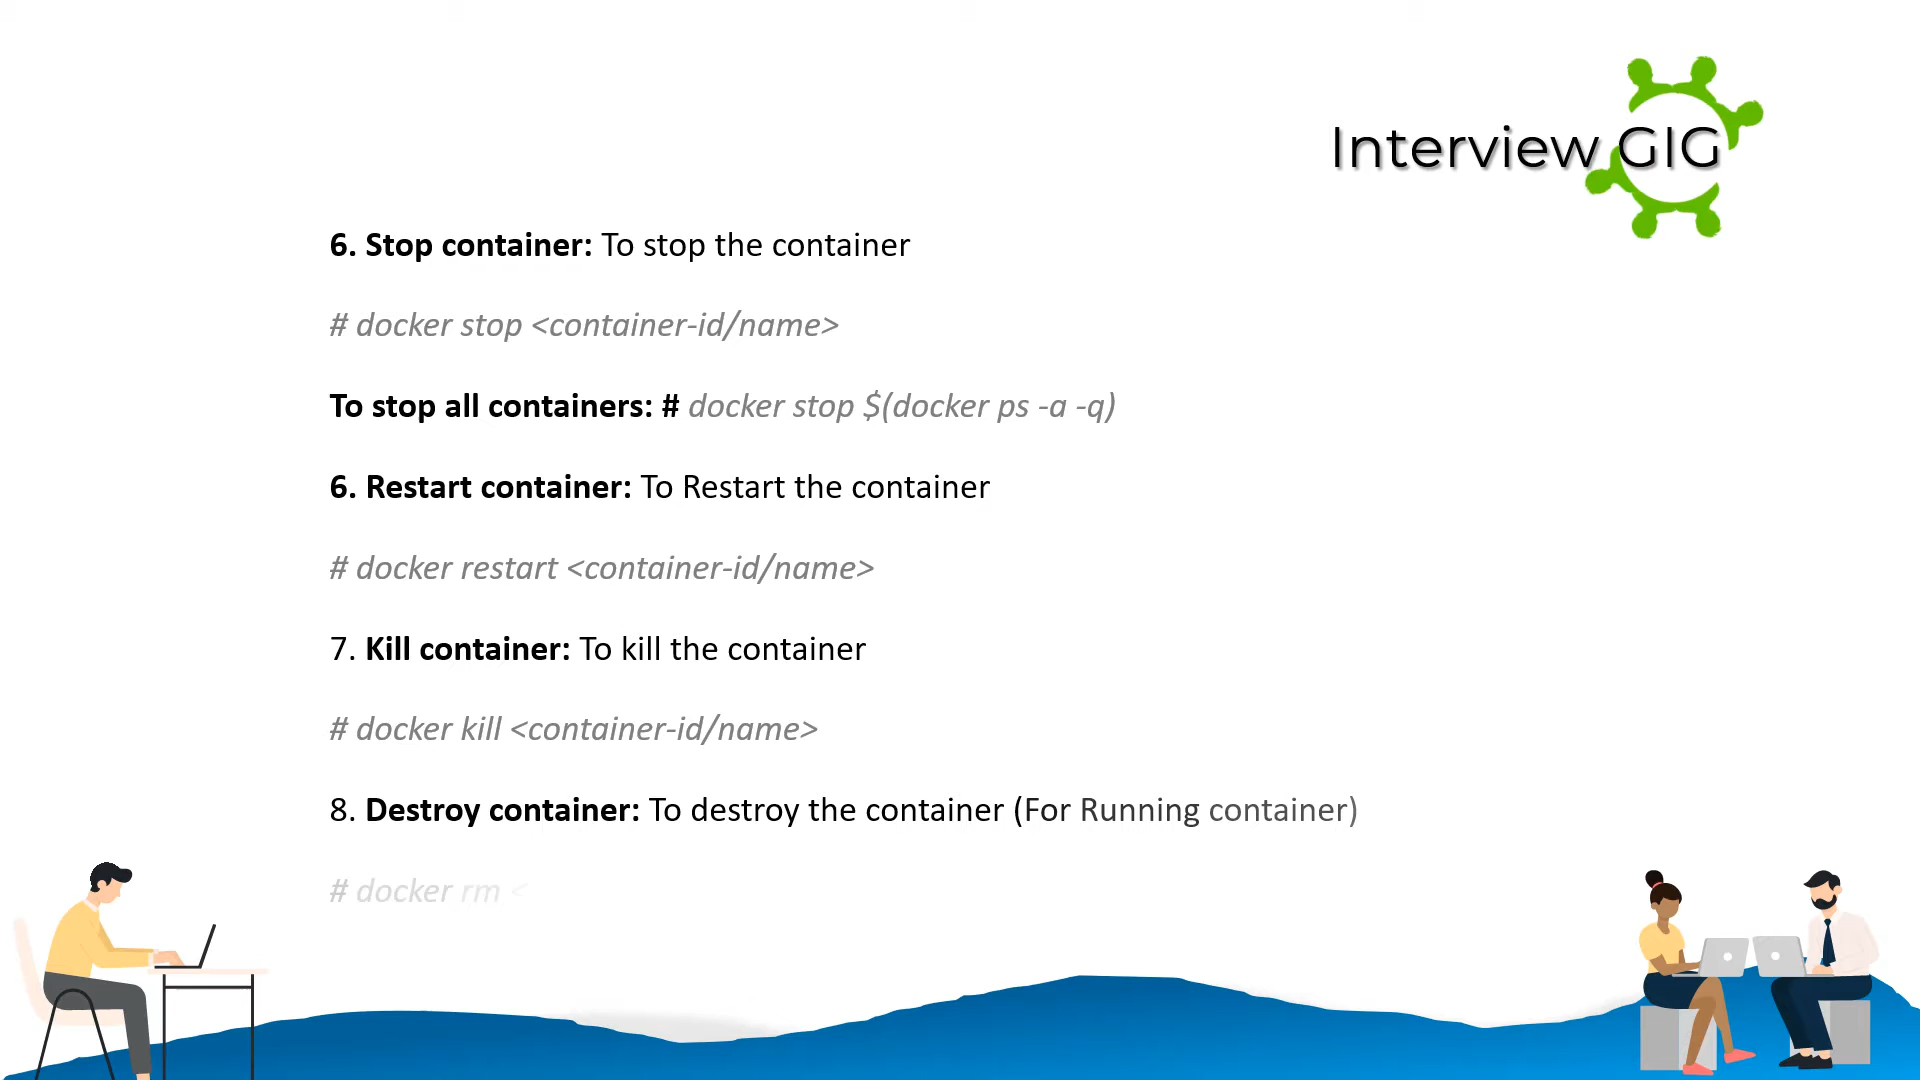 Interview GIG
6. Stop container: To stop the container
# docker stop <container-id/name>
To stop all containers: # docker stop $(docker ps -a -q)
6. Restart container: To Restart the container
# docker restart <container-id/name>
7. Kill container: To kill the container
# docker kill <container-id/name>
8. Destroy container: To destroy the container (For Running container)
# docker rm <